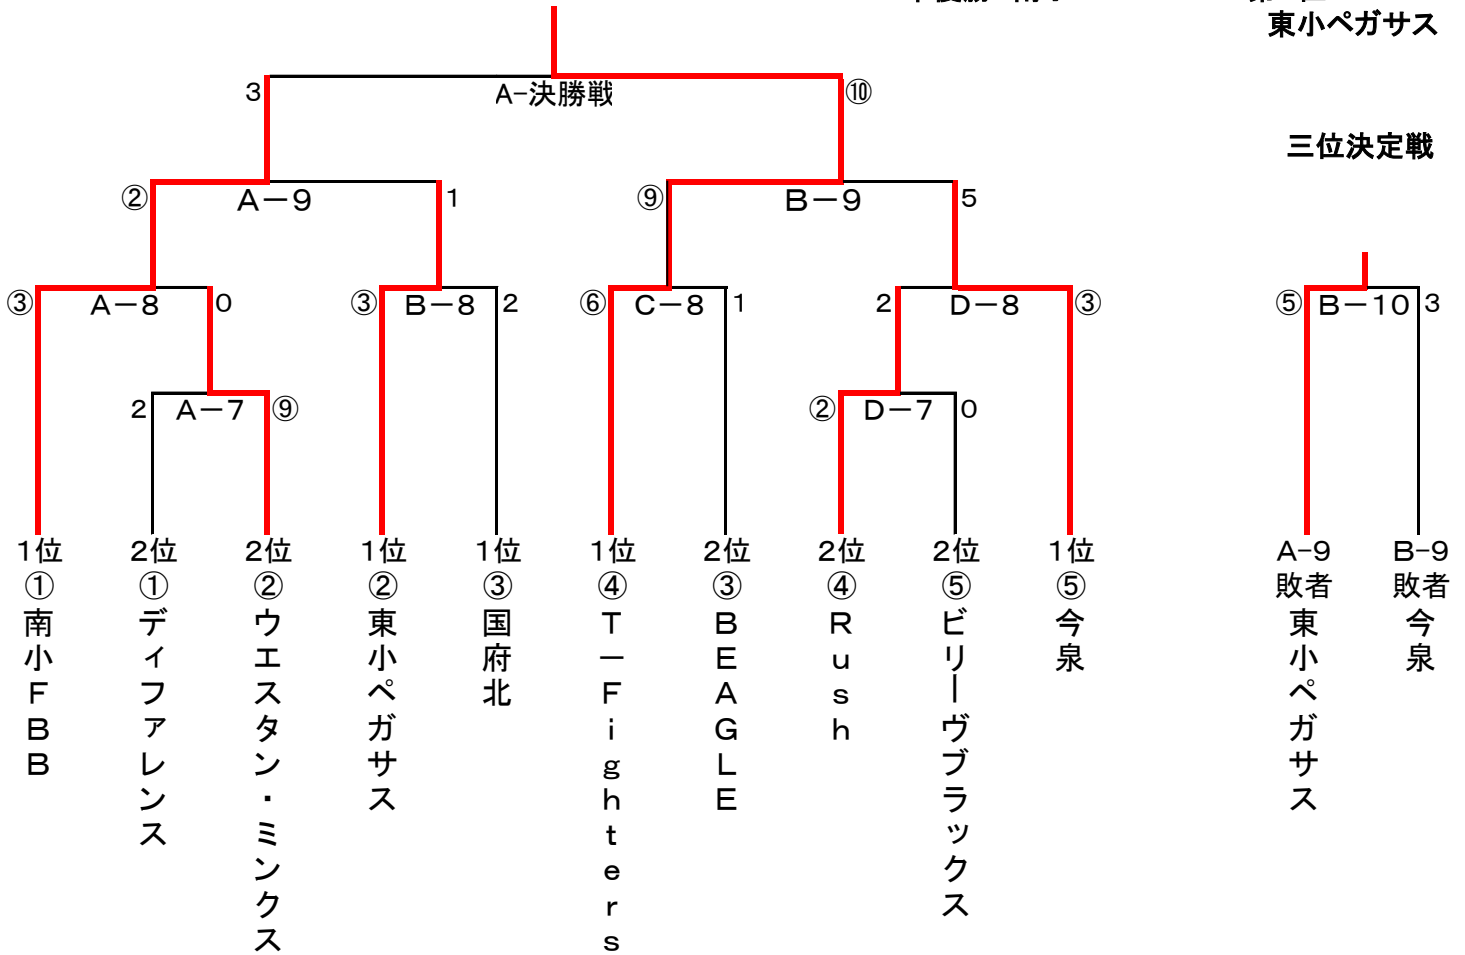 東小ペガサス
3
A-決勝戦
⑩
三位決定戦
②
A-9
1
⑨
B-9
5
③
A-8
0
③
B-8
2
⑥
C-8
1
2
D-8
③
⑤
B-10
3
2
A-7
⑨
②
D-7
0
1位
①
南小FBB
2位
①
ディファレンス
2位
②
ウエスタン・ミンクス
1位
②
東小ペガサス
1位
③
国府北
1位
④
T-Fighters
2位
③
BEAGLE
2位
④
Rush
2位
⑤
ビリーヴブラックス
1位
⑤
今泉
A-9
敗者
東小ペガサス
B-9
敗者
今泉